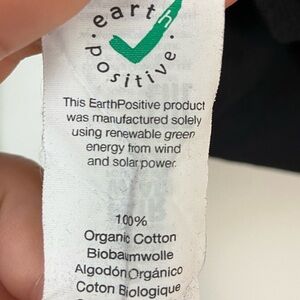 earth
positive
This EarthPositive product
was manufactured solely
using renewable green
energy from wind
and solar power.
100%
Organic Cotton
Biobaumwolle
Algodón Orgánico
Coton Biologique